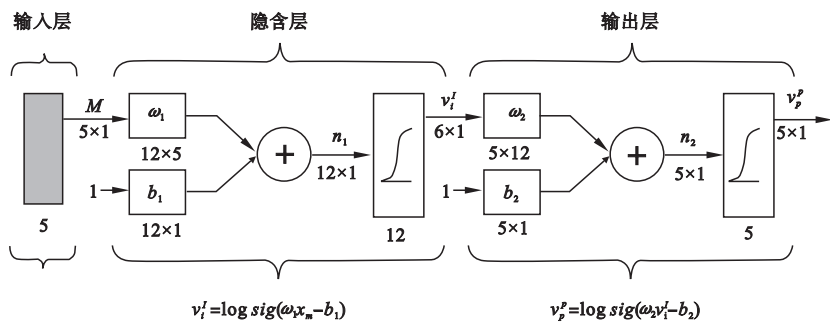 输入层
隐含层
输出层
M
5×1
ω₁
12×5
1
b₁
12×1
+
n₁
12×1
12
vᵢᴵ
6×1
ω₂
5×12
1
b₂
5×1
+
n₂
5×1
5
vₚᵖ
5×1
5
vᵢᴵ=log sig(ω₁xₘ−b₁)
vₚᵖ=log sig(ω₂v₁ᴵ−b₂)